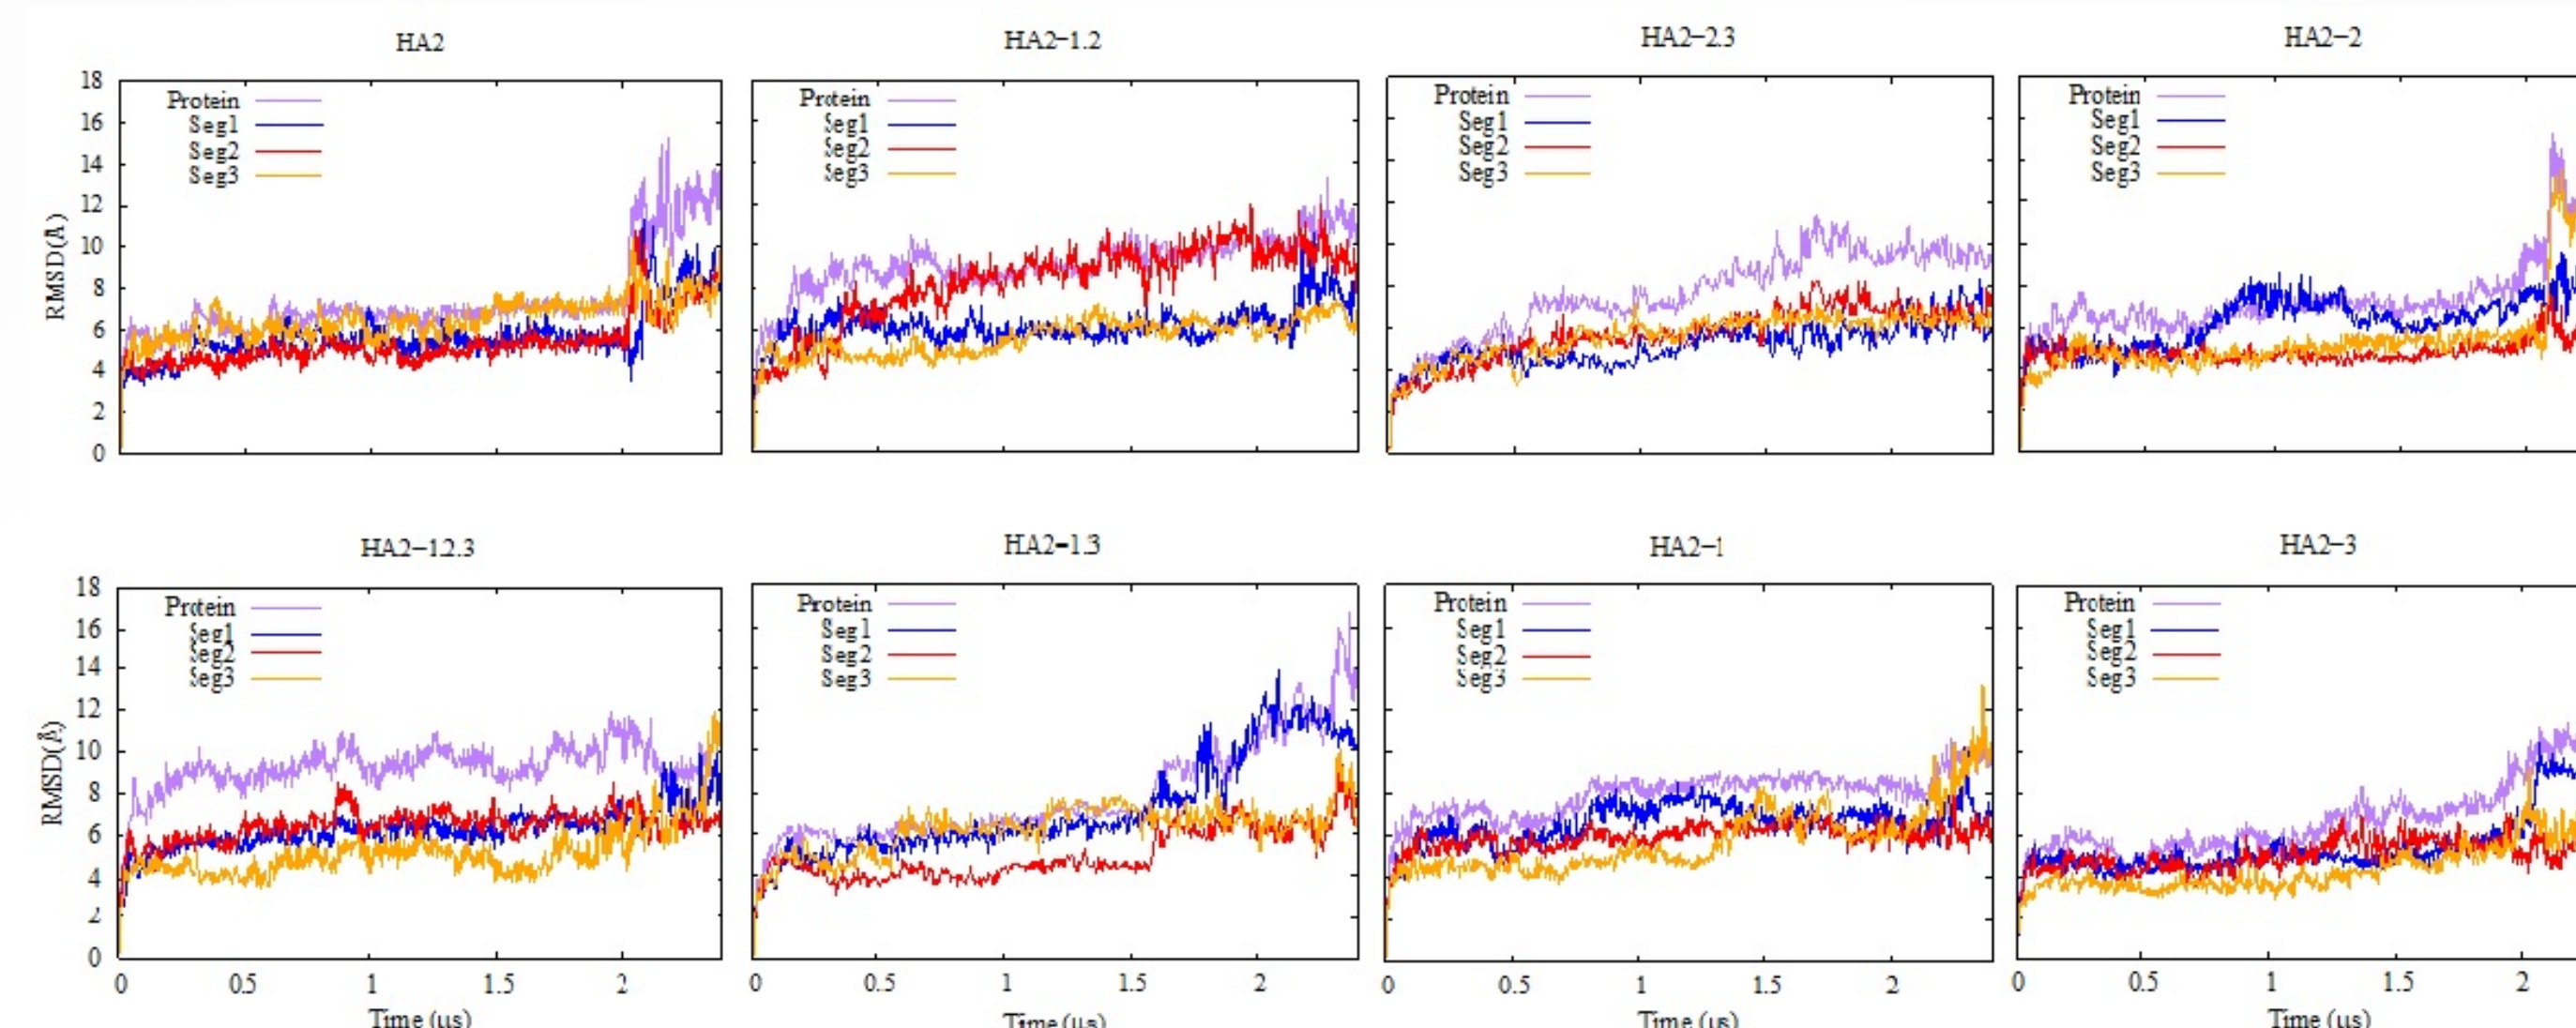 HA2
HA2-1.2
HA2-2.3
HA2-2
18
16
14
12
10
8
6
4
2
0
RMSD(Å)
Protein
Seg1
Seg2
Seg3
Protein
Seg1
Seg2
Seg3
Protein
Seg1
Seg2
Seg3
Protein
Seg1
Seg2
Seg3
HA2-1.2.3
HA2-1.3
HA2-1
HA2-3
18
16
14
12
10
8
6
4
2
0
RMSD(Å)
Protein
Seg1
Seg2
Seg3
Protein
Seg1
Seg2
Seg3
Protein
Seg1
Seg2
Seg3
Protein
Seg1
Seg2
Seg3
0 0.5 1 1.5 2
0 0.5 1 1.5 2
0 0.5 1 1.5 2
0 0.5 1 1.5 2
Time (μs)
Time (μs)
Time (μs)
Time (μs)